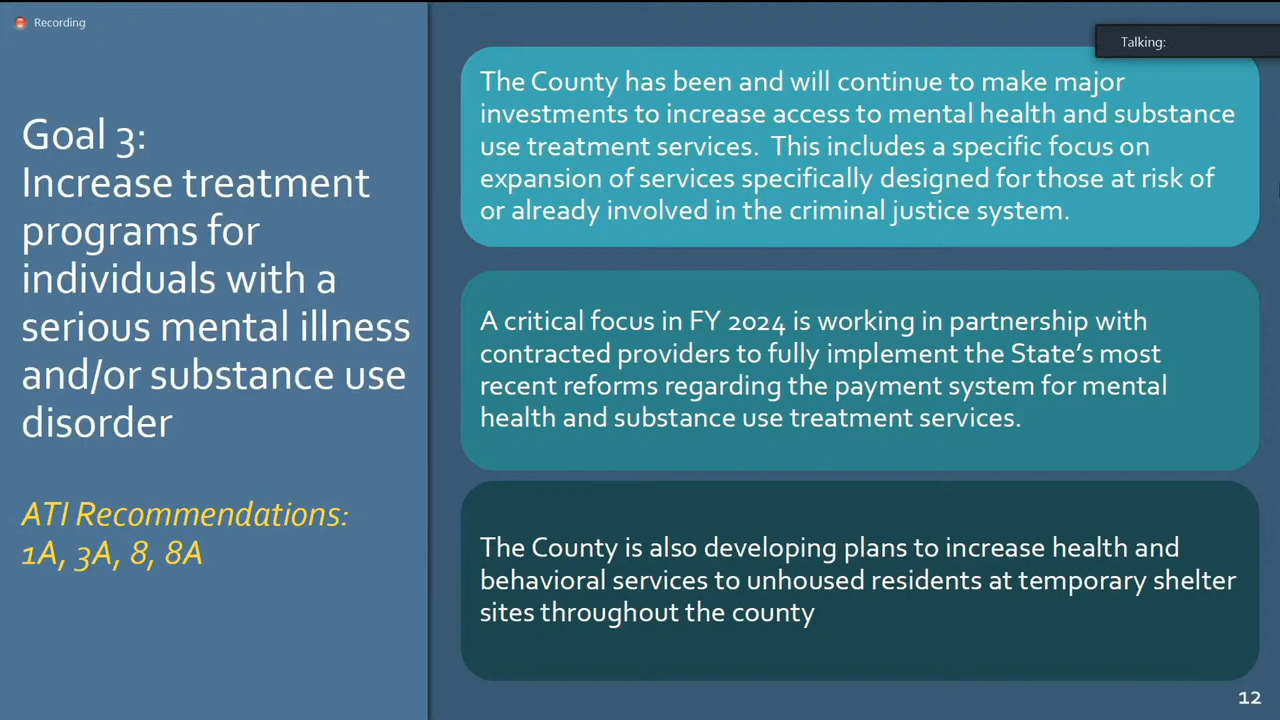 Recording
Talking:
Goal 3:
Increase treatment
programs for
individuals with a
serious mental illness
and/or substance use
disorder
ATI Recommendations:
1A, 3A, 8, 8A
The County has been and will continue to make major
investments to increase access to mental health and substance
use treatment services.  This includes a specific focus on
expansion of services specifically designed for those at risk of
or already involved in the criminal justice system.
A critical focus in FY 2024 is working in partnership with
contracted providers to fully implement the State’s most
recent reforms regarding the payment system for mental
health and substance use treatment services.
The County is also developing plans to increase health and
behavioral services to unhoused residents at temporary shelter
sites throughout the county
12